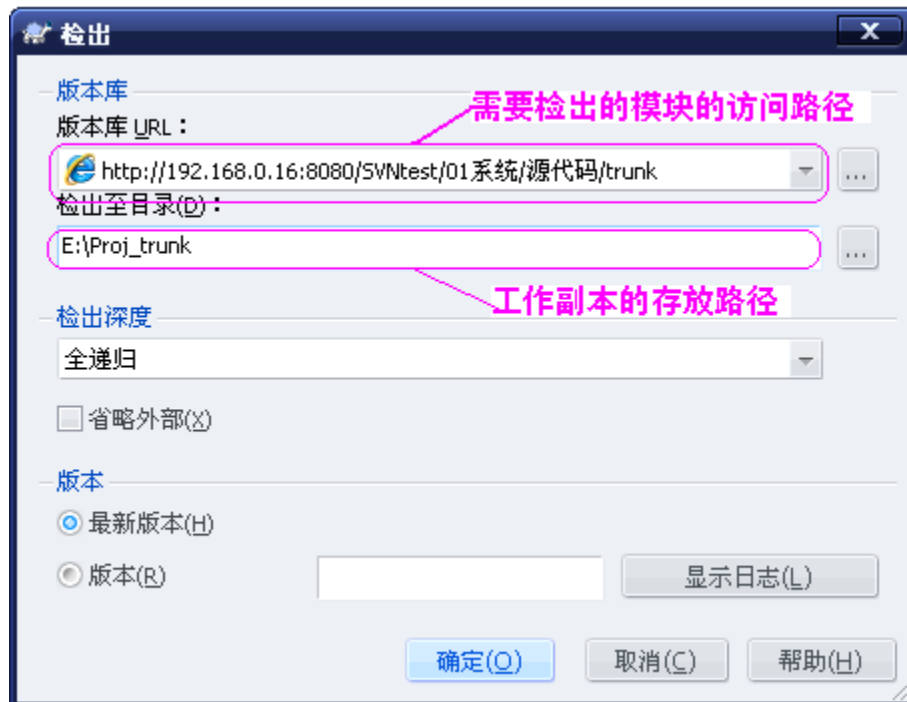 检出
版本库
需要检出的模块的访问路径
版本库 URL：
http://192.168.0.16:8080/SVNtest/01系统/源代码/trunk
...
检出至目录(D)：
E:\Proj_trunk
...
工作副本的存放路径
检出深度
全递归
省略外部(X)
版本
最新版本(H)
版本(R)
显示日志(L)
确定(O)
取消(C)
帮助(H)